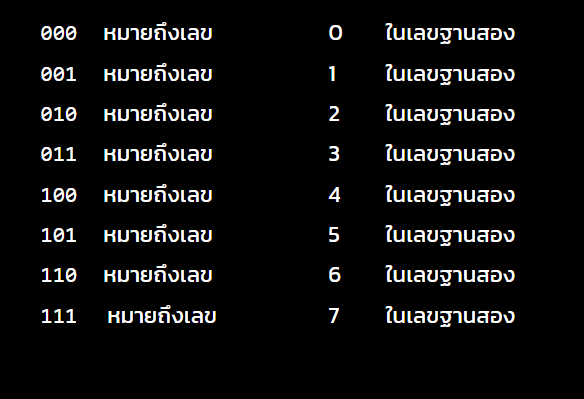 000 หมายถึงเลข 0 ในเลขฐานสอง
001 หมายถึงเลข 1 ในเลขฐานสอง
010 หมายถึงเลข 2 ในเลขฐานสอง
011 หมายถึงเลข 3 ในเลขฐานสอง
100 หมายถึงเลข 4 ในเลขฐานสอง
101 หมายถึงเลข 5 ในเลขฐานสอง
110 หมายถึงเลข 6 ในเลขฐานสอง
111 หมายถึงเลข 7 ในเลขฐานสอง